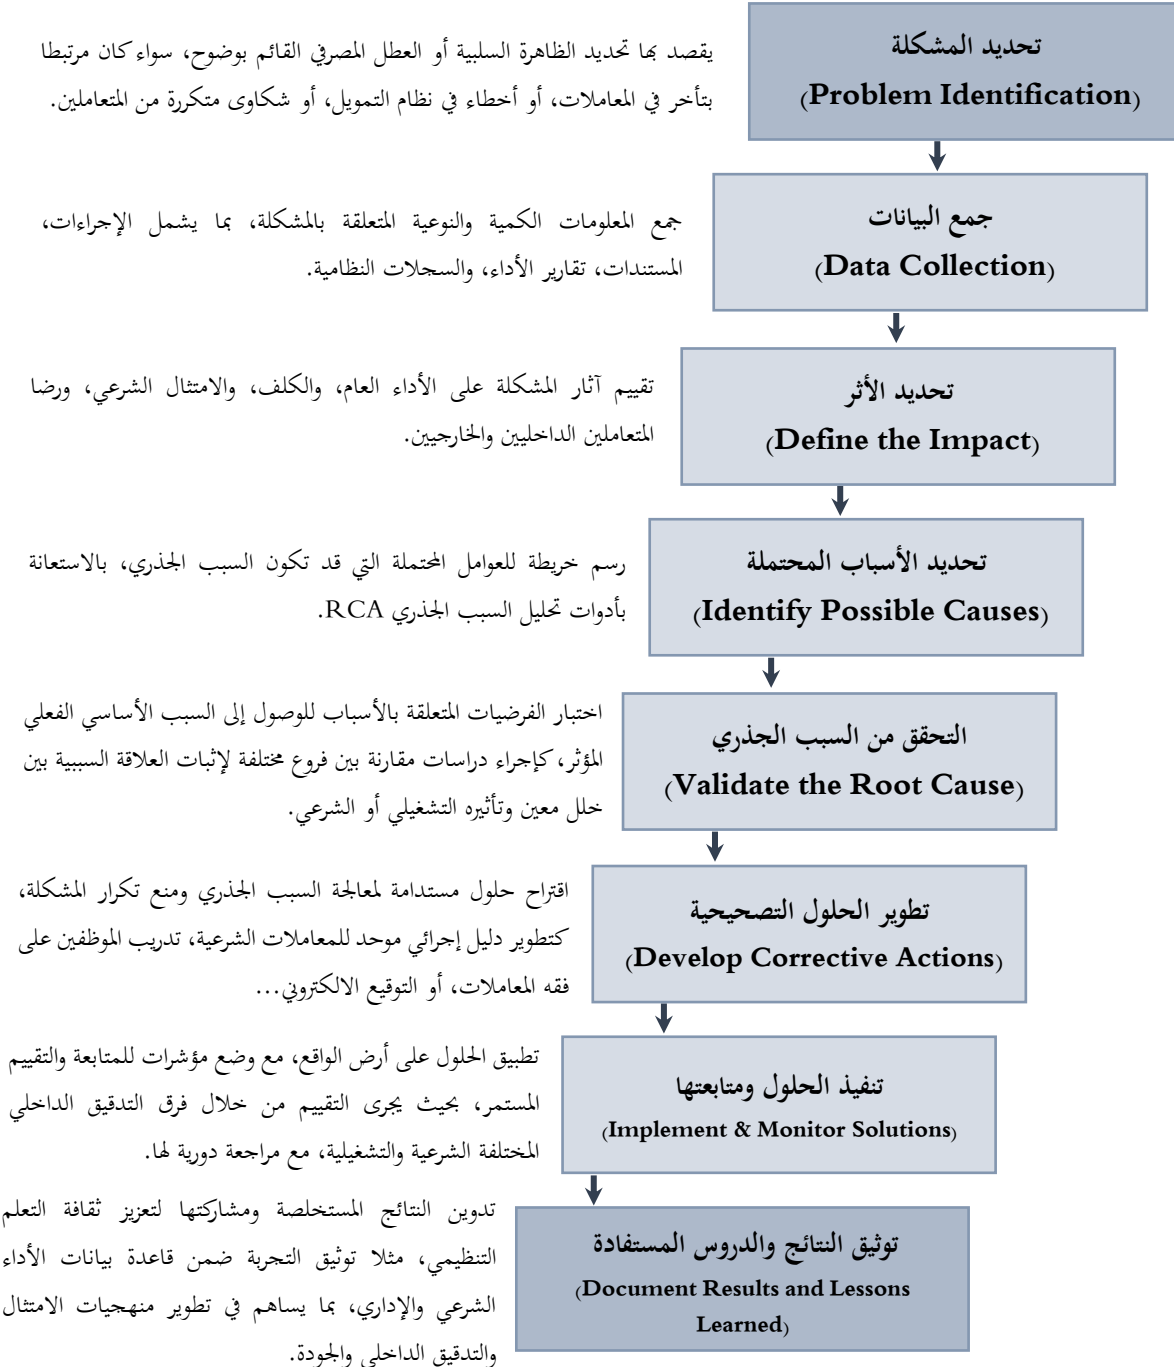 تحديد المشكلة
(Problem Identification)
يقصد بها تحديد الظاهرة السلبية أو العطل المصرفي القائم بوضوح، سواء كان مرتبطا
بتأخر في المعاملات، أو أخطاء في نظام التمويل، أو شكاوى متكررة من المتعاملين.
جمع البيانات
(Data Collection)
جمع المعلومات الكمية والنوعية المتعلقة بالمشكلة، بما يشمل الإجراءات،
المستندات، تقارير الأداء، والسجلات النظامية.
تحديد الأثر
(Define the Impact)
تقييم آثار المشكلة على الأداء العام، والكلف، والامتثال الشرعي، ورضا
المتعاملين الداخليين والخارجيين.
تحديد الأسباب المحتملة
(Identify Possible Causes)
رسم خريطة للعوامل المحتملة التي قد تكون السبب الجذري، بالاستعانة
بأدوات تحليل السبب الجذري RCA.
التحقق من السبب الجذري
(Validate the Root Cause)
اختبار الفرضيات المتعلقة بالأسباب للوصول إلى السبب الأساسي الفعلي
المؤثر، كإجراء دراسات مقارنة بين فروع مختلفة لإثبات العلاقة السببية بين
خلل معين وتأثيره التشغيلي أو الشرعي.
تطوير الحلول التصحيحية
(Develop Corrective Actions)
اقتراح حلول مستدامة لمعالجة السبب الجذري ومنع تكرار المشكلة،
كتطوير دليل إجرائي موحد للمعاملات الشرعية، تدريب الموظفين على
فقه المعاملات، أو التوقيع الالكتروني...
تنفيذ الحلول ومتابعتها
(Implement & Monitor Solutions)
تطبيق الحلول على أرض الواقع، مع وضع مؤشرات للمتابعة والتقييم
المستمر، بحيث يجرى التقييم من خلال فرق التدقيق الداخلي
المختلفة الشرعية والتشغيلية، مع مراجعة دورية لها.
توثيق النتائج والدروس المستفادة
(Document Results and Lessons
Learned)
تدوين النتائج المستخلصة ومشاركتها لتعزيز ثقافة التعلم
التنظيمي، مثلا توثيق التجربة ضمن قاعدة بيانات الأداء
الشرعي والإداري، بما يساهم في تطوير منهجيات الامتثال
والتدقيق الداخلي والجودة.